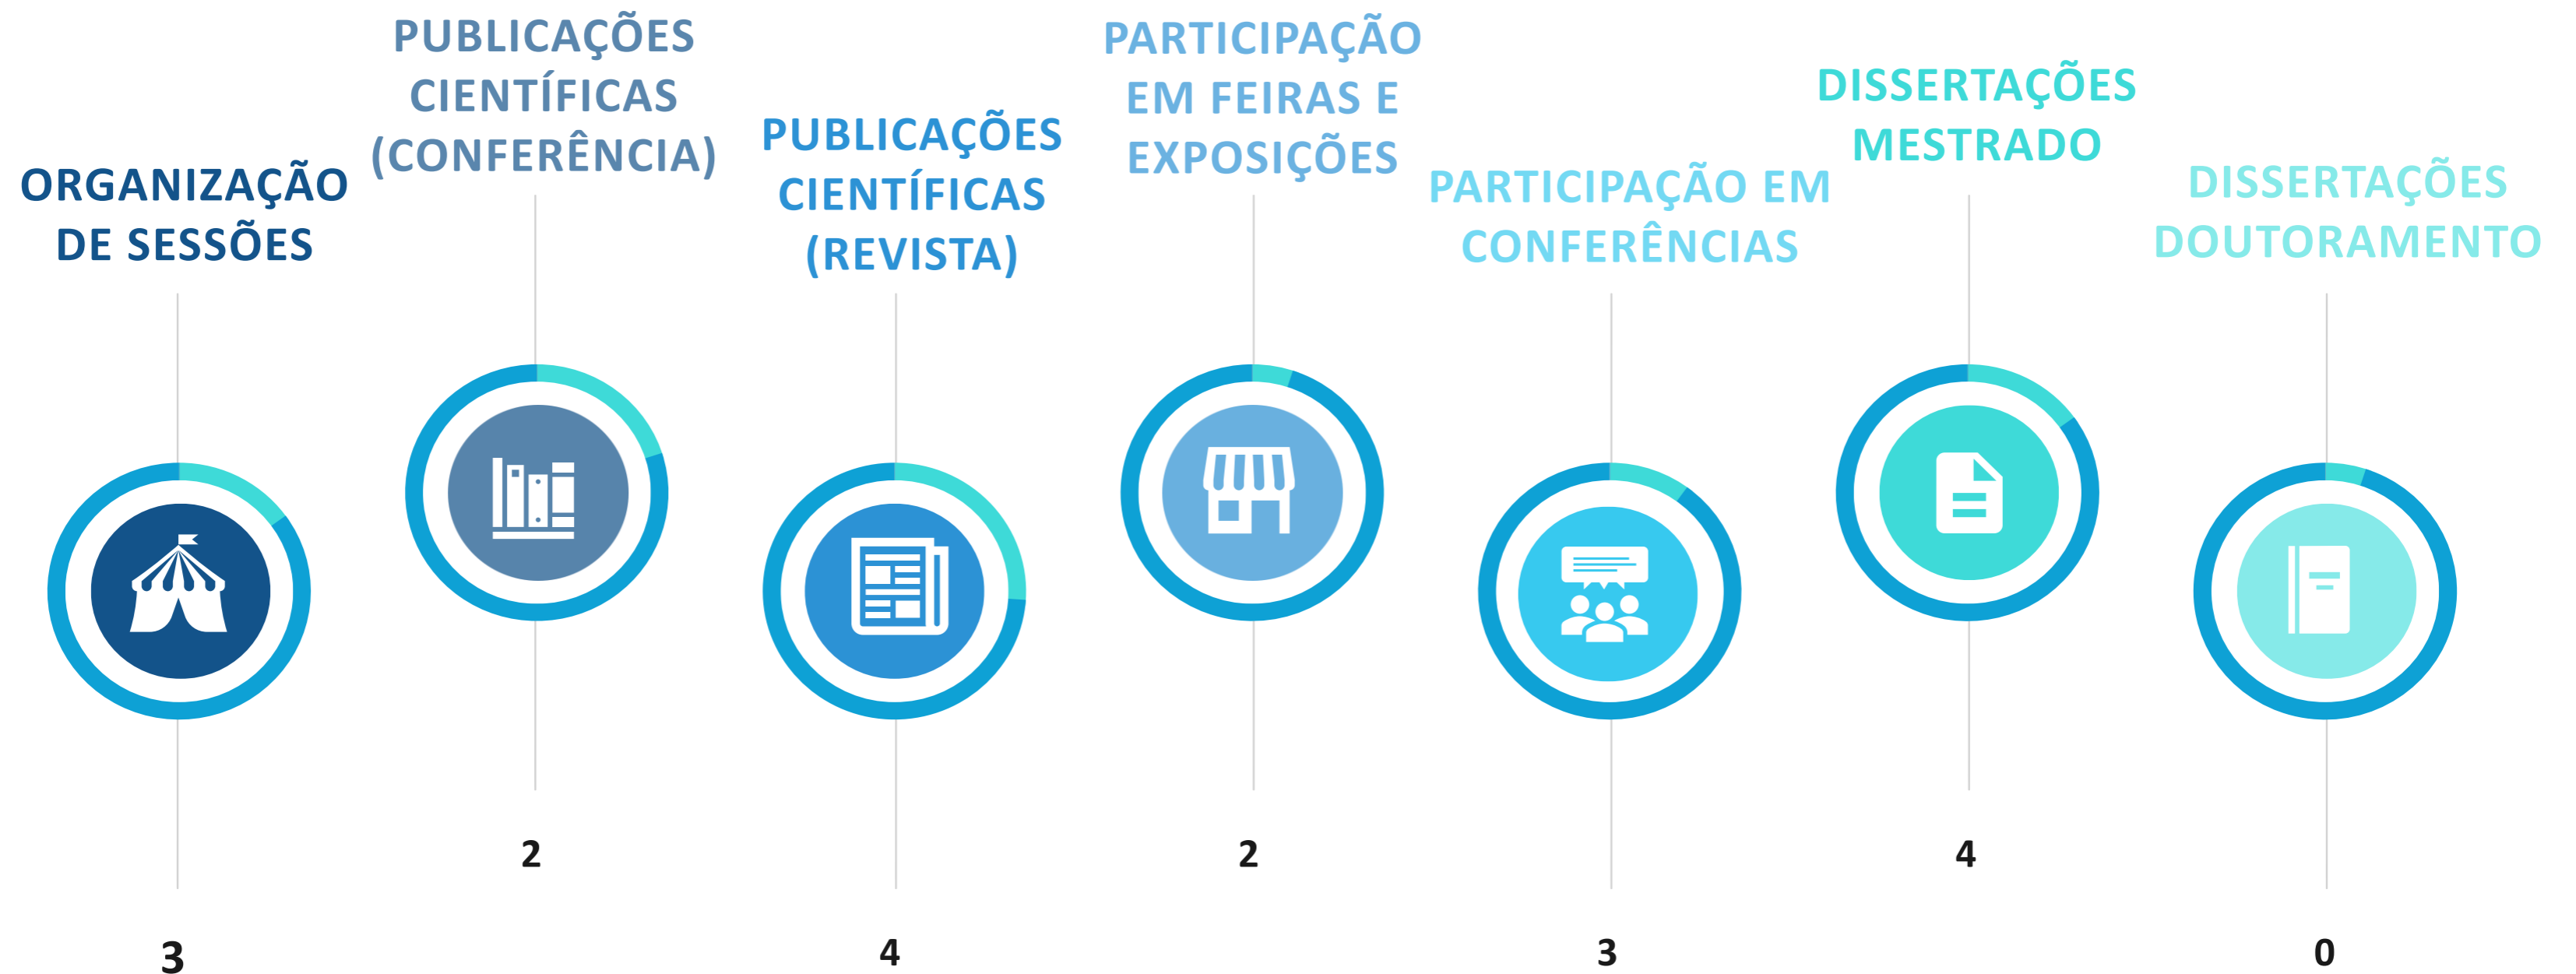 ORGANIZAÇÃO
DE SESSÕES
3
PUBLICAÇÕES
CIENTÍFICAS
(CONFERÊNCIA)
2
PUBLICAÇÕES
CIENTÍFICAS
(REVISTA)
4
PARTICIPAÇÃO
EM FEIRAS E
EXPOSIÇÕES
2
PARTICIPAÇÃO EM
CONFERÊNCIAS
3
DISSERTAÇÕES
MESTRADO
4
DISSERTAÇÕES
DOUTORAMENTO
0